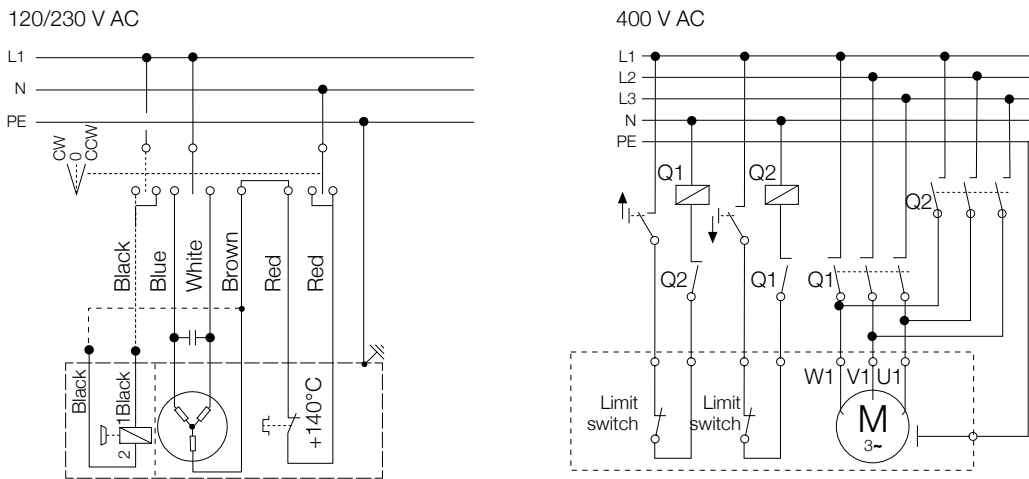 120/230 V AC
L1
N
PE
CW
0
CCW
Black
Blue
White
Brown
Red
Red
Black
1
Black
2
+140°C
400 V AC
L1
L2
L3
N
PE
Q1
Q2
Q2
Q2
Q1
Q1
W1 V1 U1
Limit
switch
Limit
switch
M
3~